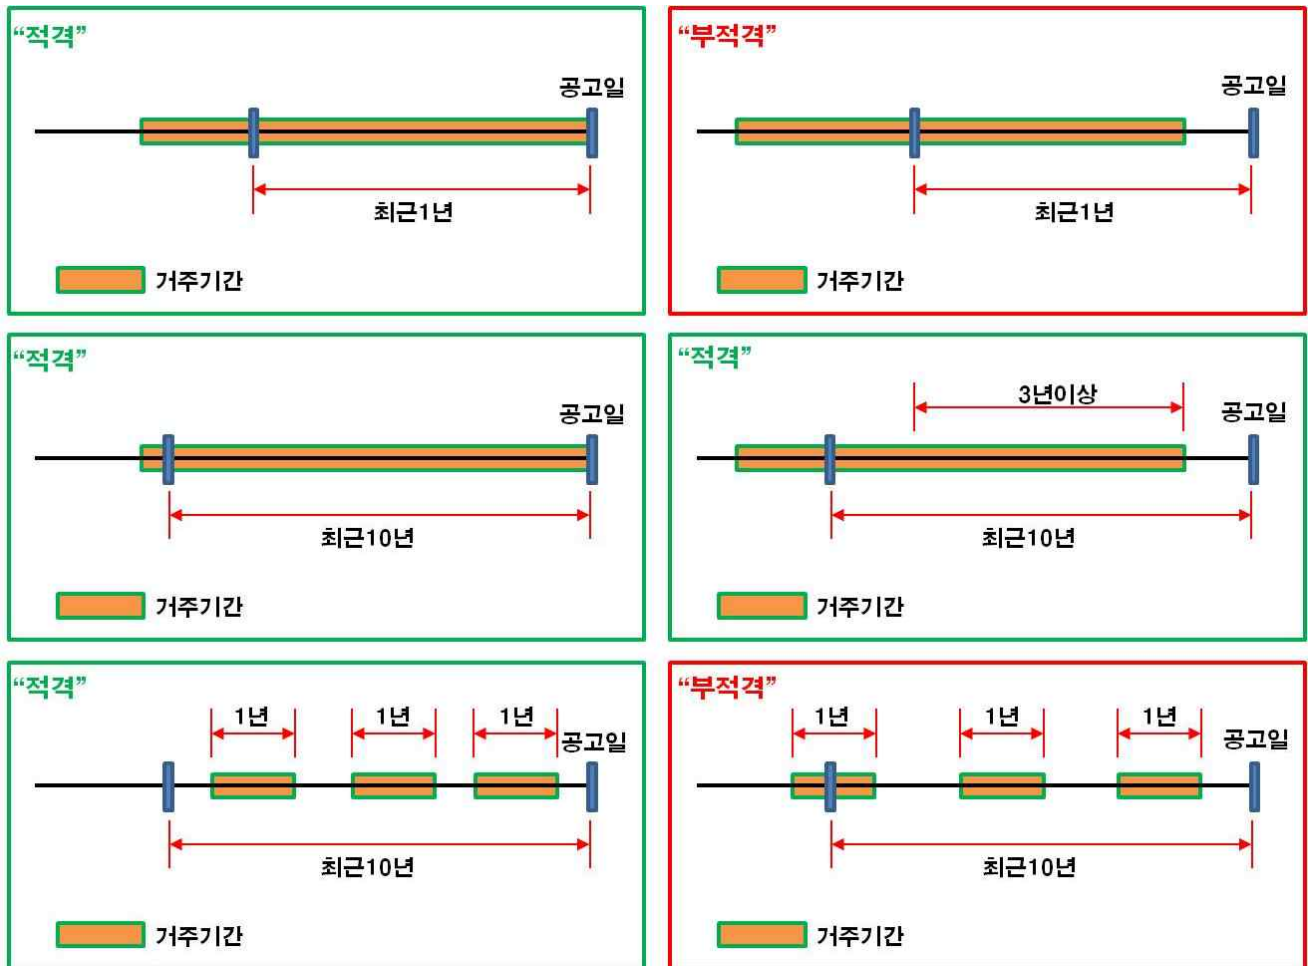 “적격”
공고일
최근1년
거주기간
“부적격”
공고일
최근1년
거주기간
“적격”
공고일
최근10년
거주기간
“적격”
3년이상
공고일
최근10년
거주기간
“적격”
1년 1년 1년
공고일
최근10년
거주기간
“부적격”
1년 1년 1년
공고일
최근10년
거주기간